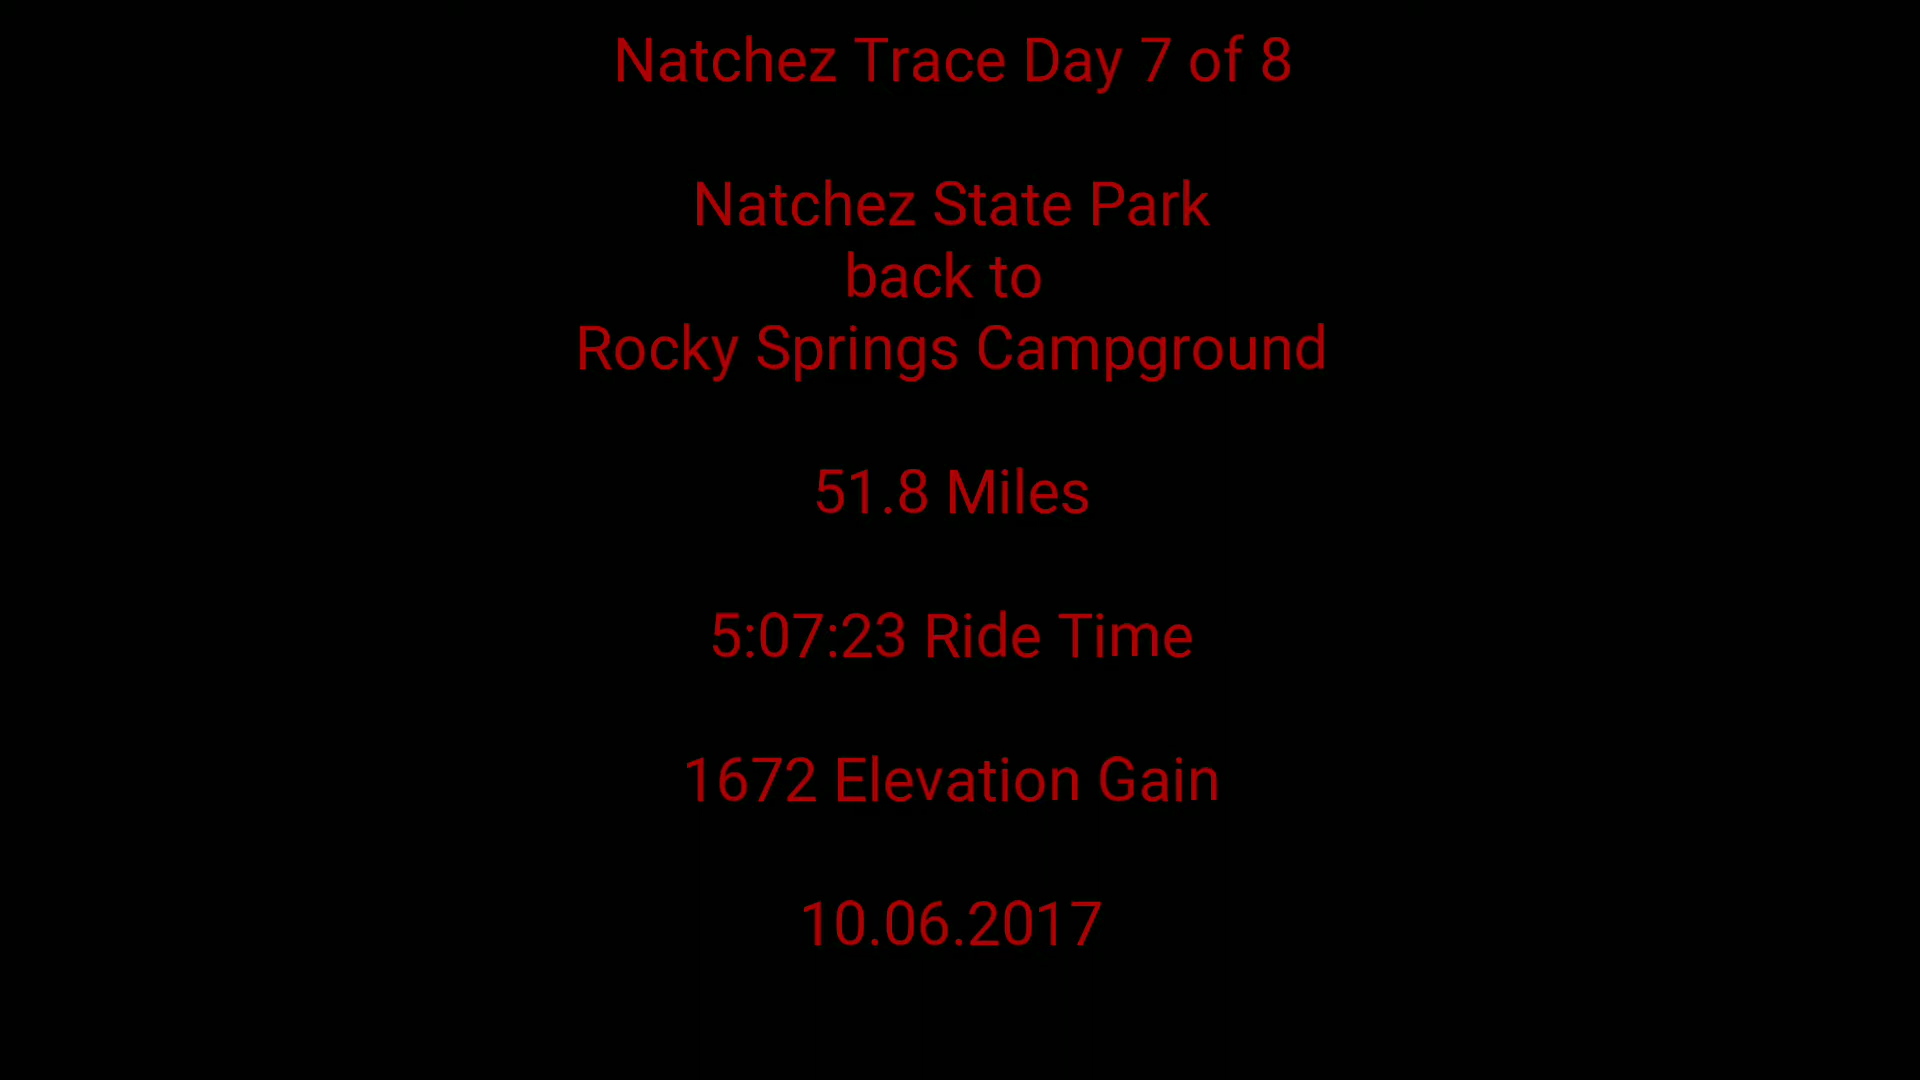 Natchez Trace Day 7 of 8
Natchez State Park
back to
Rocky Springs Campground
51.8 Miles
5:07:23 Ride Time
1672 Elevation Gain
10.06.2017